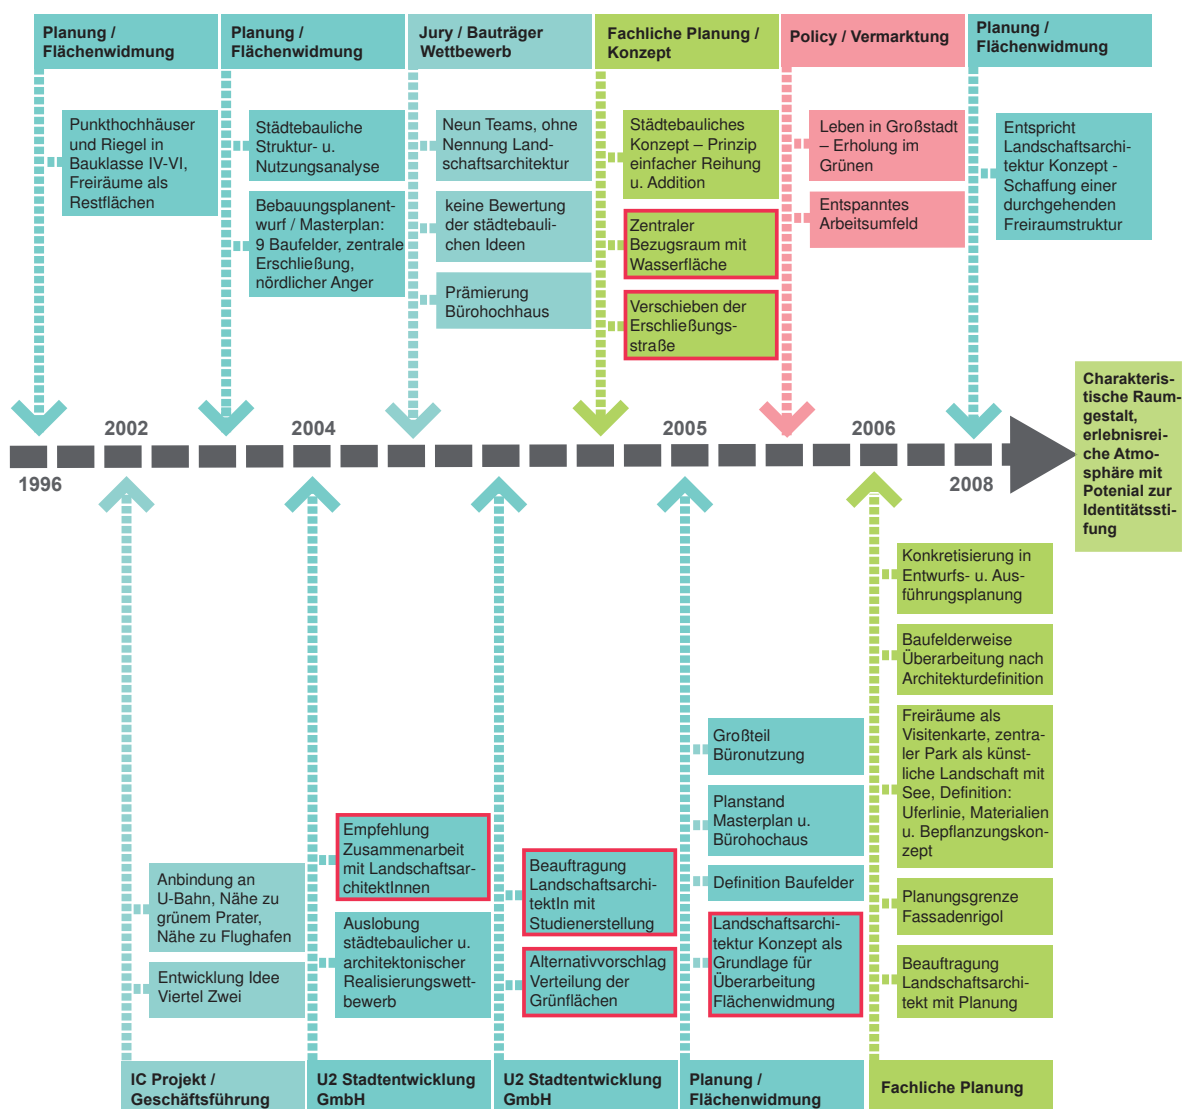 Planung /
Flächenwidmung
Planung /
Flächenwidmung
Jury / Bauträger
Wettbewerb
Fachliche Planung /
Konzept
Policy / Vermarktung
Planung /
Flächenwidmung
Punkthochhäuser
und Riegel in
Bauklasse IV-VI,
Freiräume als
Restflächen
Städtebauliche
Struktur- u.
Nutzungsanalyse
Bebauungsplanent-
wurf / Masterplan:
9 Baufelder, zentrale
Erschließung,
nördlicher Anger
Neun Teams, ohne
Nennung Land-
schaftsarchitektur
keine Bewertung
der städtebauli-
chen Ideen
Prämierung
Bürohochhaus
Städtebauliches
Konzept – Prinzip
einfacher Reihung
u. Addition
Zentraler
Bezugsraum mit
Wasserfläche
Verschieben der
Erschließungs-
straße
Leben in Großstadt
– Erholung im
Grünen
Entspanntes
Arbeitsumfeld
Entspricht
Landschaftsarchi-
tektur Konzept -
Schaffung einer
durchgehenden
Freiraumstruktur
Charakteris-
tische Raum-
gestalt,
erlebnisrei-
che Atmo-
sphäre mit
Potenial zur
Identitätssti-
fung
2002
2004
2005
2006
1996
2008
Anbindung an
U-Bahn, Nähe zu
grünem Prater,
Nähe zu Flughafen
Entwicklung Idee
Viertel Zwei
Empfehlung
Zusammenarbeit
mit Landschaftsar-
chitektInnen
Auslobung
städtebaulicher u.
architektonischer
Realisierungswett-
bewerb
Beauftragung
Landschaftsarchi-
tektIn mit
Studienerstellung
Alternativvorschlag
Verteilung der
Grünflächen
Großteil
Büronutzung
Planstand
Masterplan u.
Bürohochaus
Definition Baufelder
Landschaftsarchi-
tektur Konzept als
Grundlage für
Überarbeitung
Flächenwidmung
Konkretisierung in
Entwurfs- u. Aus-
führungsplanung
Baufelderweise
Überarbeitung nach
Architekturdefinition
Freiräume als
Visitenkarte, zentra-
ler Park als künst-
liche Landschaft mit
See, Definition:
Uferlinie, Materialien
u. Bepflanzungskon-
zept
Planungsgrenze
Fassadenrigol
Beauftragung
Landschaftsarchi-
tekt mit Planung
IC Projekt /
Geschäftsführung
U2 Stadtentwicklung
GmbH
U2 Stadtentwicklung
GmbH
Planung /
Flächenwidmung
Fachliche Planung